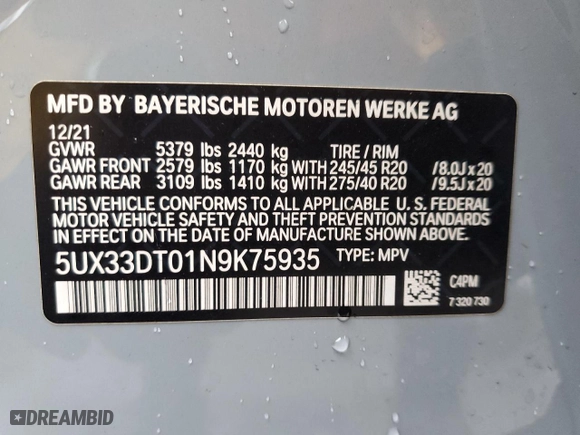 MFD BY BAYERISCHE MOTOREN WERKE AG
12/21
GVWR 5379 lbs 2440 kg TIRE / RIM
GAWR FRONT 2579 lbs 1170 kg WITH 245/45 R20 /8.0J x 20
GAWR REAR 3109 lbs 1410 kg WITH 275/40 R20 /9.5J x 20
THIS VEHICLE CONFORMS TO ALL APPLICABLE U. S. FEDERAL
MOTOR VEHICLE SAFETY AND THEFT PREVENTION STANDARDS
IN EFFECT ON THE DATE OF MANUFACTURE SHOWN ABOVE.
5UX33DT01N9K75935 TYPE: MPV
C4PM
7 320 730
DREAMBID